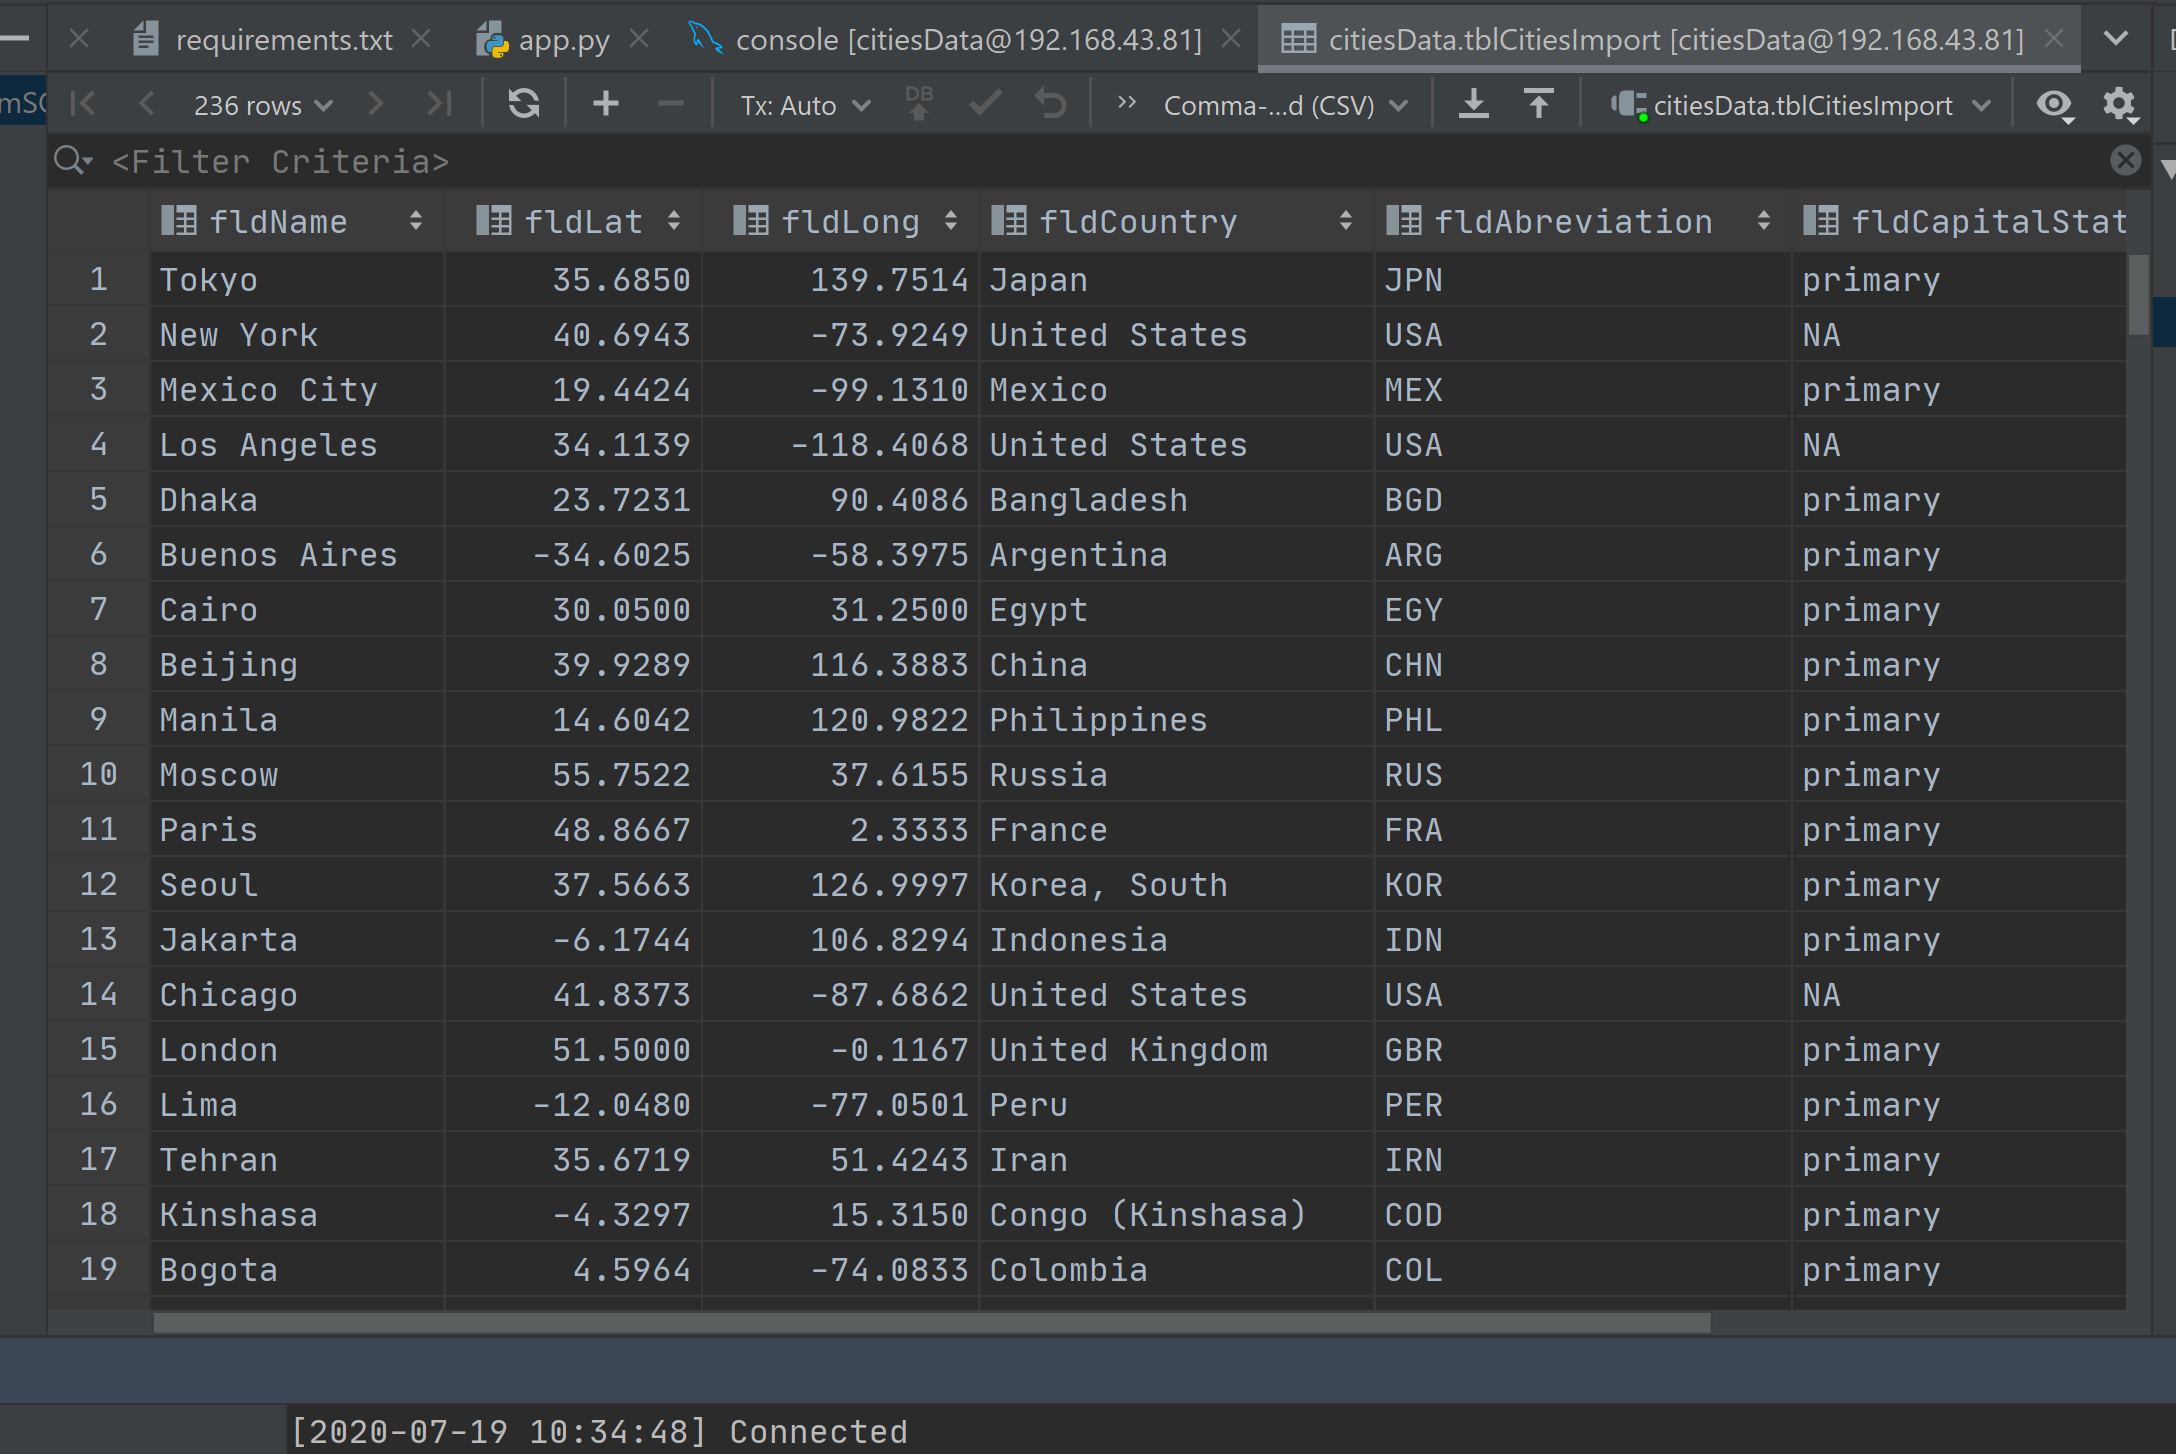 requirements.txt app.py console [citiesData@192.168.43.81] citiesData.tblCitiesImport [citiesData@192.168.43.81]
236 rows Tx: Auto DB Comma-...d (CSV) citiesData.tblCitiesImport
<Filter Criteria>
fldName fldLat fldLong fldCountry fldAbreviation fldCapitalStat
1 Tokyo 35.6850 139.7514 Japan JPN primary
2 New York 40.6943 -73.9249 United States USA NA
3 Mexico City 19.4424 -99.1310 Mexico MEX primary
4 Los Angeles 34.1139 -118.4068 United States USA NA
5 Dhaka 23.7231 90.4086 Bangladesh BGD primary
6 Buenos Aires -34.6025 -58.3975 Argentina ARG primary
7 Cairo 30.0500 31.2500 Egypt EGY primary
8 Beijing 39.9289 116.3883 China CHN primary
9 Manila 14.6042 120.9822 Philippines PHL primary
10 Moscow 55.7522 37.6155 Russia RUS primary
11 Paris 48.8667 2.3333 France FRA primary
12 Seoul 37.5663 126.9997 Korea, South KOR primary
13 Jakarta -6.1744 106.8294 Indonesia IDN primary
14 Chicago 41.8373 -87.6862 United States USA NA
15 London 51.5000 -0.1167 United Kingdom GBR primary
16 Lima -12.0480 -77.0501 Peru PER primary
17 Tehran 35.6719 51.4243 Iran IRN primary
18 Kinshasa -4.3297 15.3150 Congo (Kinshasa) COD primary
19 Bogota 4.5964 -74.0833 Colombia COL primary
[2020-07-19 10:34:48] Connected